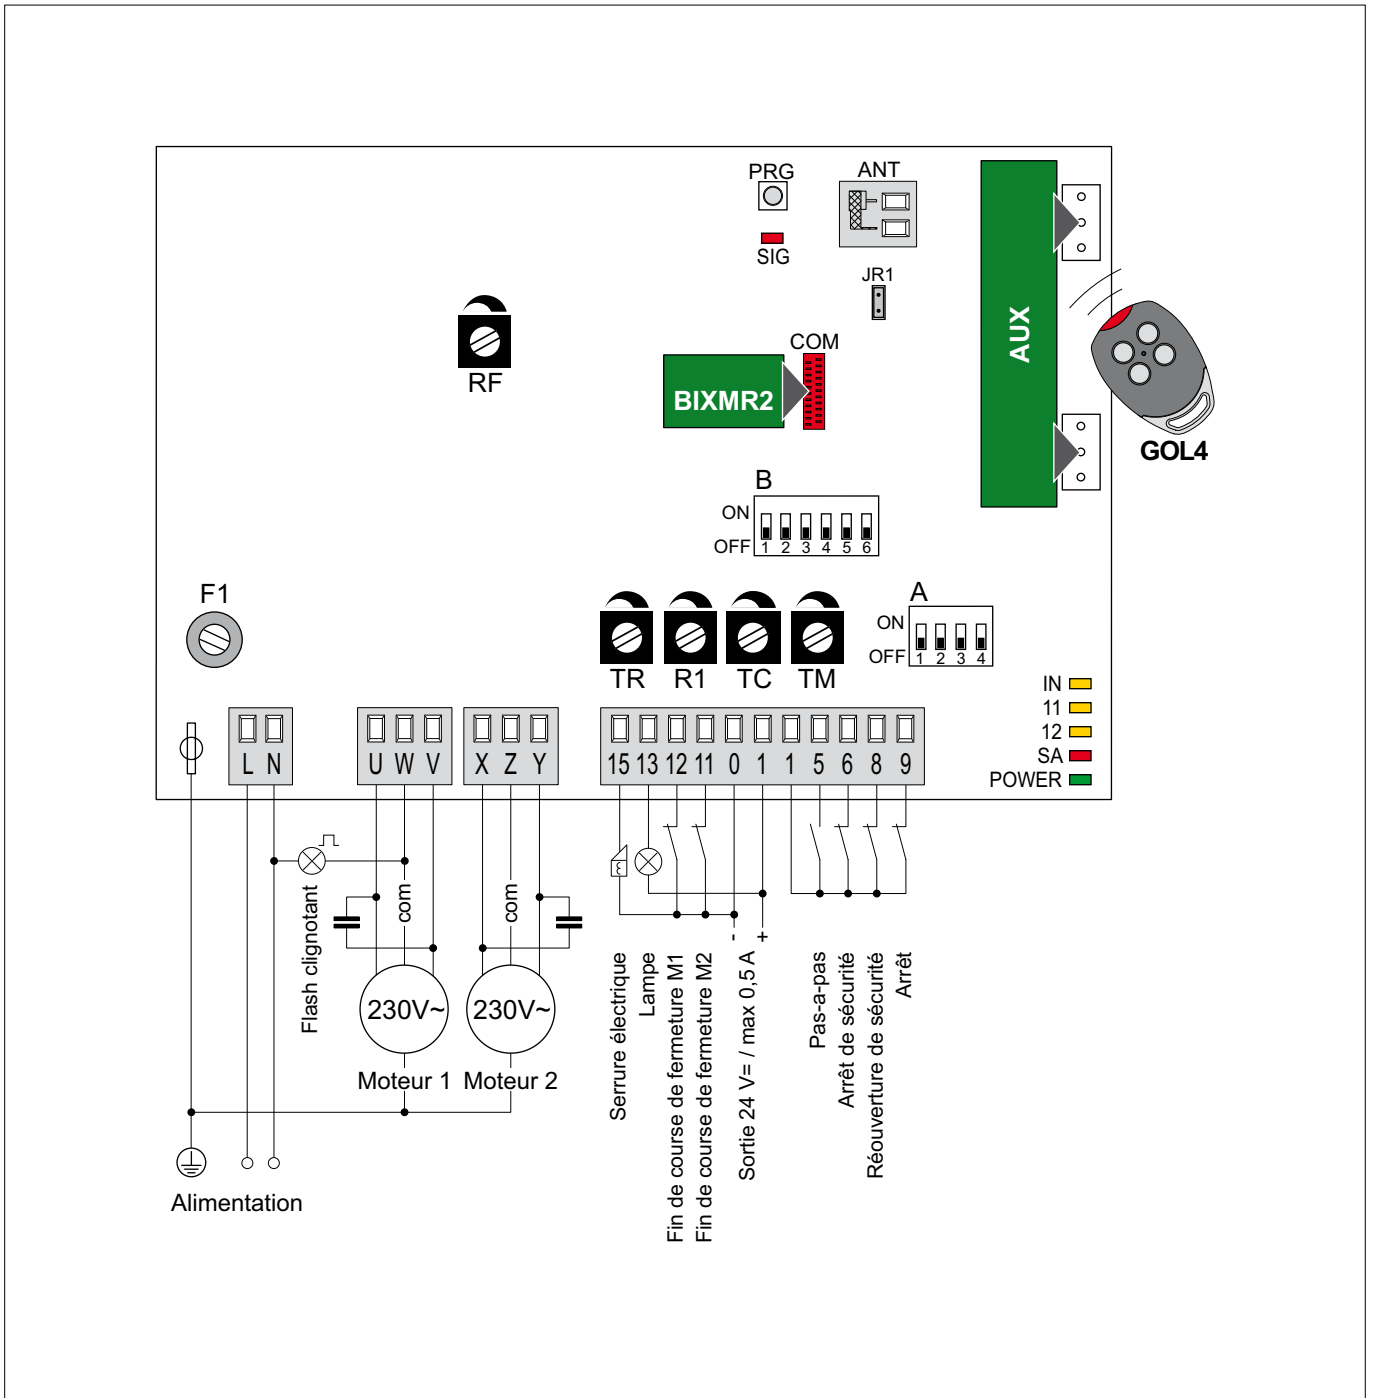 PRG
ANT
SIG
JR1
RF
COM
BIXMR2
AUX
GOL4
B
ON
OFF
1 2 3 4 5 6
F1
A
ON
OFF
1 2 3 4
TR R1 TC TM
IN
11
12
SA
POWER
L N
U W V
X Z Y
15 13 12 11 0 1 1 5 6 8 9
Flash clignotant
com
com
230V~
230V~
Moteur 1
Moteur 2
Alimentation
- +
Serrure électrique
Lampe
Fin de course de fermeture M1
Fin de course de fermeture M2
Sortie 24 V= / max 0,5 A
Pas-a-pas
Arrêt de sécurité
Réouverture de sécurité
Arrêt